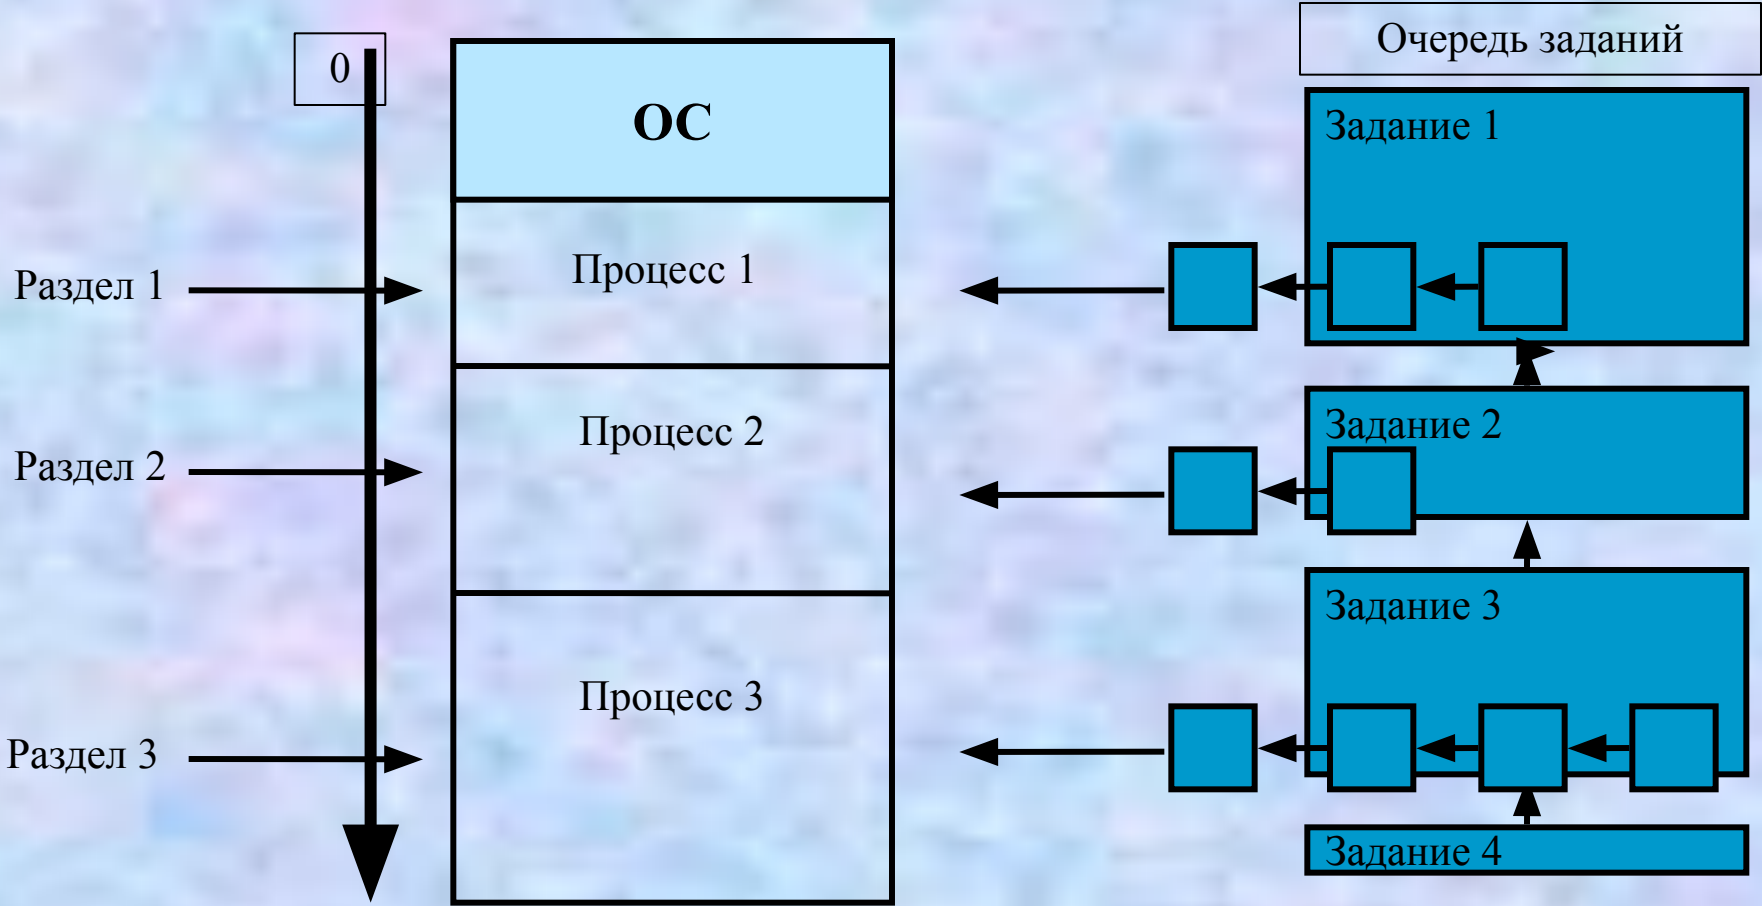 0
ОС
Очередь заданий
Задание 1
Раздел 1
Процесс 1
Задание 2
Раздел 2
Процесс 2
Задание 3
Раздел 3
Процесс 3
Задание 4